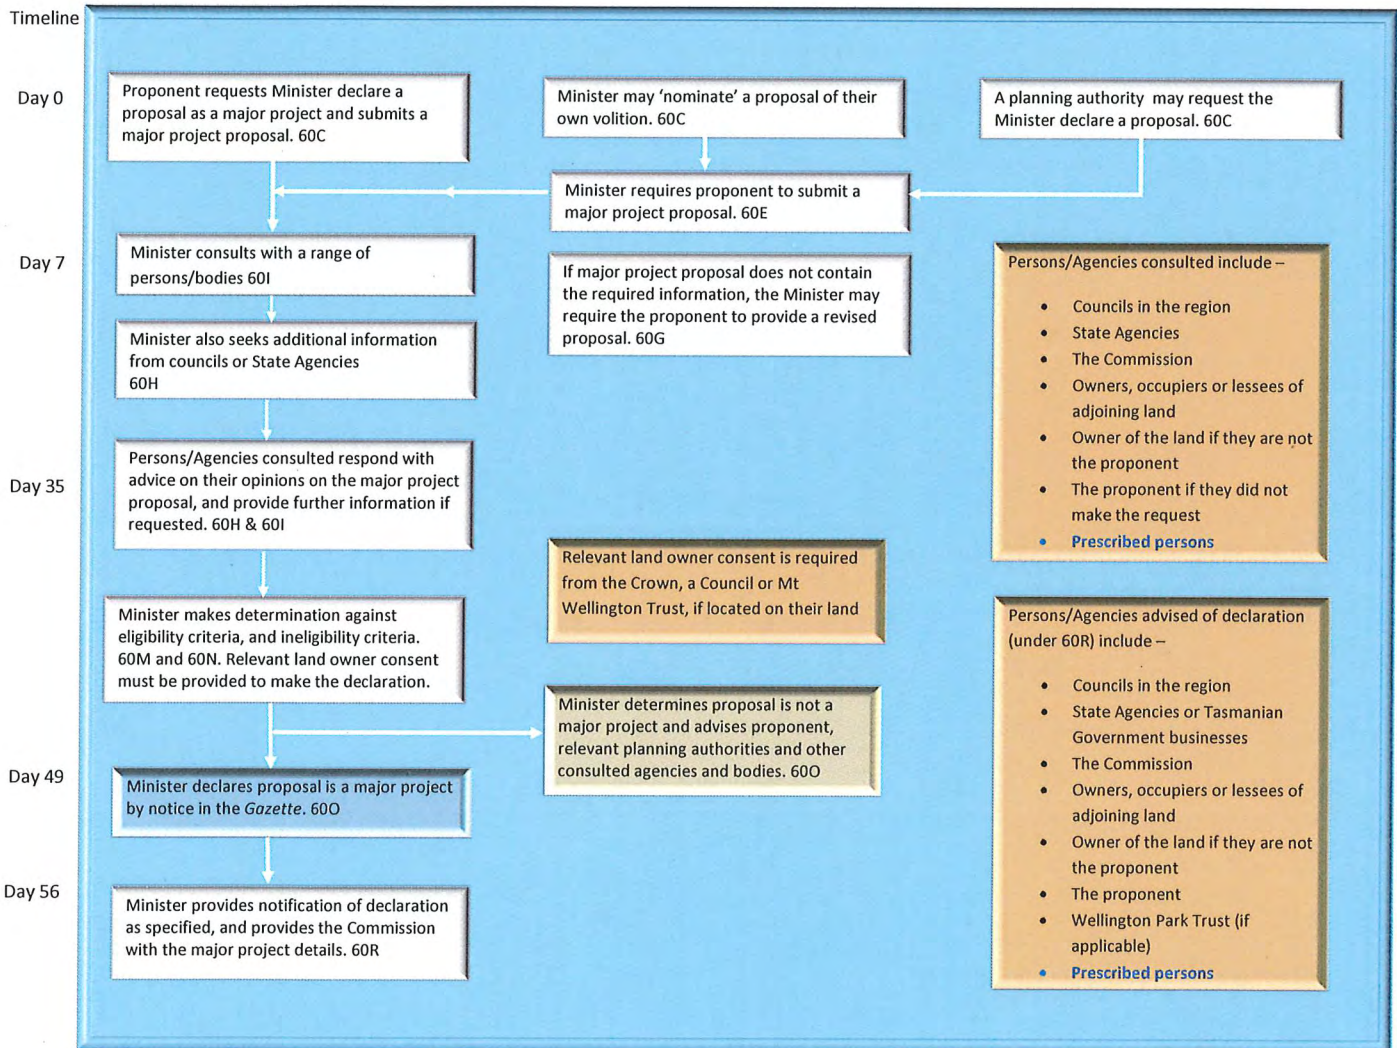 Timeline
Day 0
Proponent requests Minister declare a
proposal as a major project and submits a
major project proposal. 60C
Minister may ‘nominate’ a proposal of their
own volition. 60C
A planning authority  may request the
Minister declare a proposal. 60C
Minister requires proponent to submit a
major project proposal. 60E
Day 7
Minister consults with a range of
persons/bodies 60I
If major project proposal does not contain
the required information, the Minister may
require the proponent to provide a revised
proposal. 60G
Minister also seeks additional information
from councils or State Agencies
60H
Persons/Agencies consulted include –
• Councils in the region
• State Agencies
• The Commission
• Owners, occupiers or lessees of
adjoining land
• Owner of the land if they are not
the proponent
• The proponent if they did not
make the request
• Prescribed persons
Day 35
Persons/Agencies consulted respond with
advice on their opinions on the major project
proposal, and provide further information if
requested. 60H & 60I
Relevant land owner consent is required
from the Crown, a Council or Mt
Wellington Trust, if located on their land
Minister makes determination against
eligibility criteria, and ineligibility criteria.
60M and 60N. Relevant land owner consent
must be provided to make the declaration.
Minister determines proposal is not a
major project and advises proponent,
relevant planning authorities and other
consulted agencies and bodies. 60O
Persons/Agencies advised of declaration
(under 60R) include –
• Councils in the region
• State Agencies or Tasmanian
Government businesses
• The Commission
• Owners, occupiers or lessees of
adjoining land
• Owner of the land if they are not
the proponent
• The proponent
• Wellington Park Trust (if
applicable)
• Prescribed persons
Day 49
Minister declares proposal is a major project
by notice in the Gazette. 60O
Day 56
Minister provides notification of declaration
as specified, and provides the Commission
with the major project details. 60R